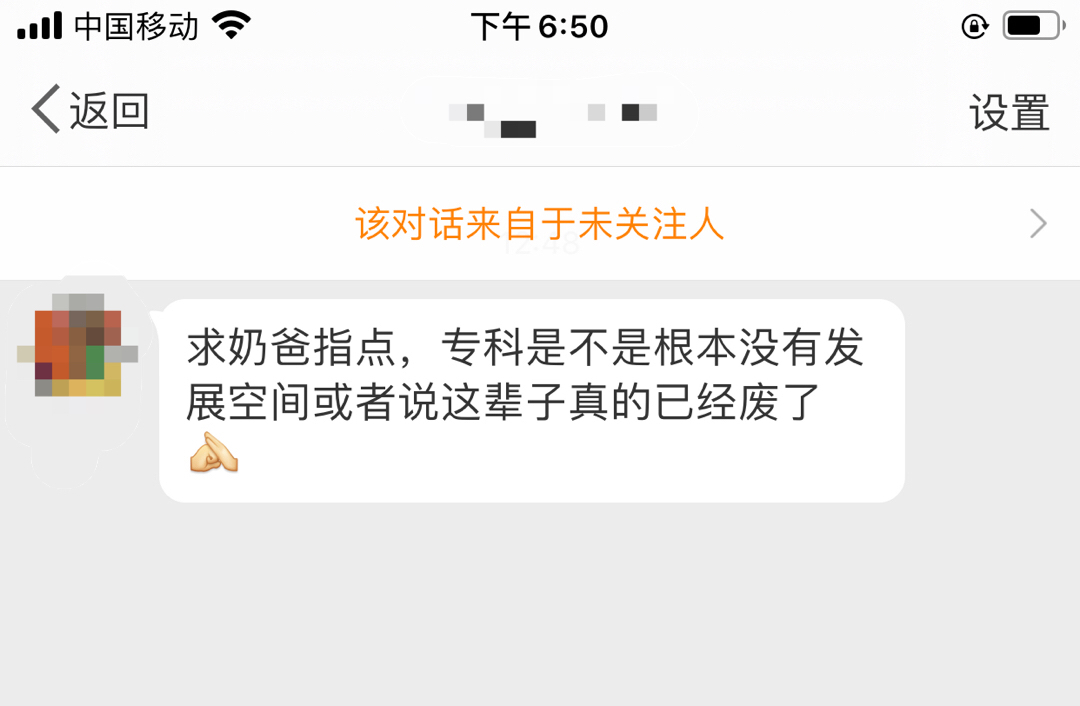 中国移动 下午 6:50
返回 设置
该对话来自于未关注人
12:48
求奶爸指点，专科是不是根本没有发
展空间或者说这辈子真的已经废了